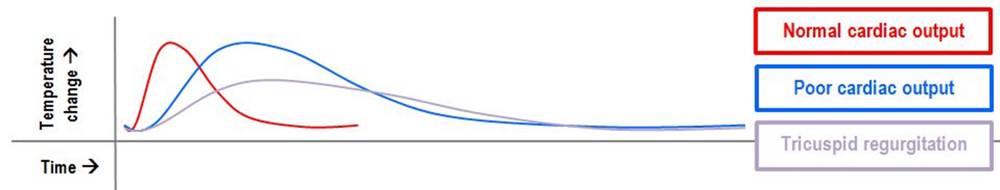 Temperature
change →
Time →
Normal cardiac output
Poor cardiac output
Tricuspid regurgitation